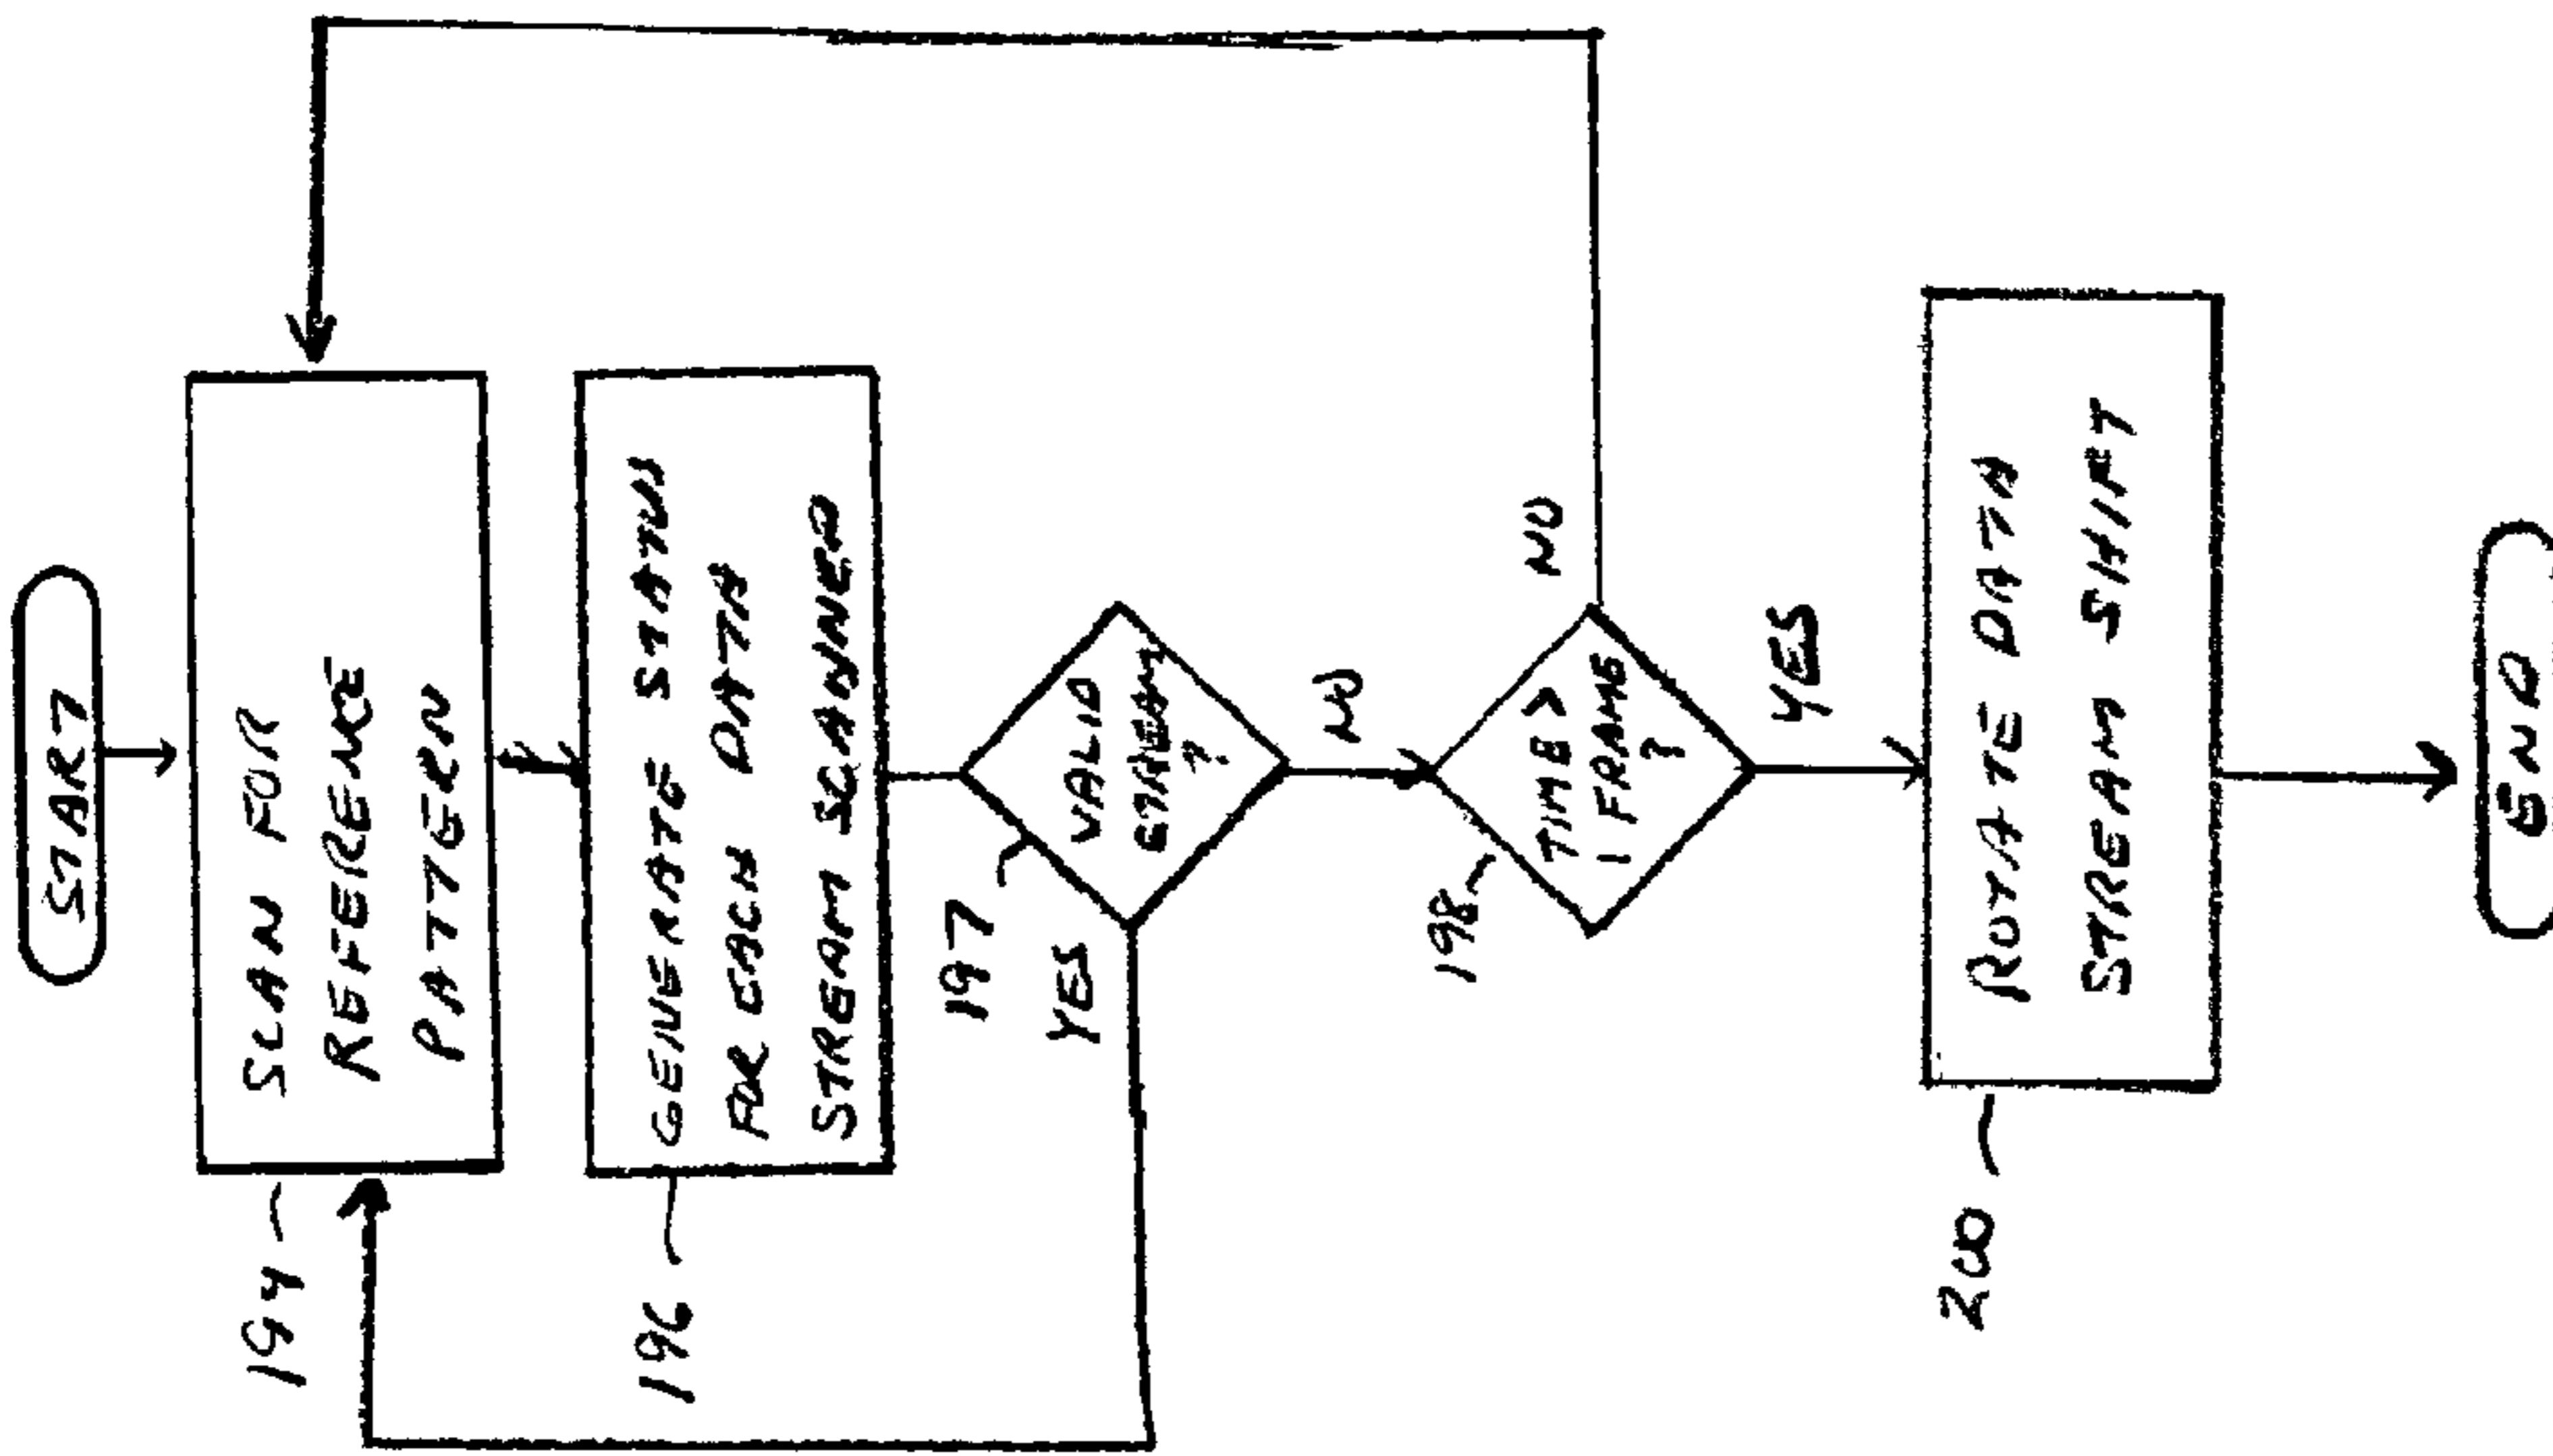 START
SCAN FOR
REFERENCE
PATTERN
194
GENERATE STATUS
FOR EACH DATA
STREAM SCANNED
196
VALID
STREAM
?
197
YES
NO
TIME >
1 FRAME
?
198
NO
YES
ROTATE DATA
STREAM SHIFT
200
END